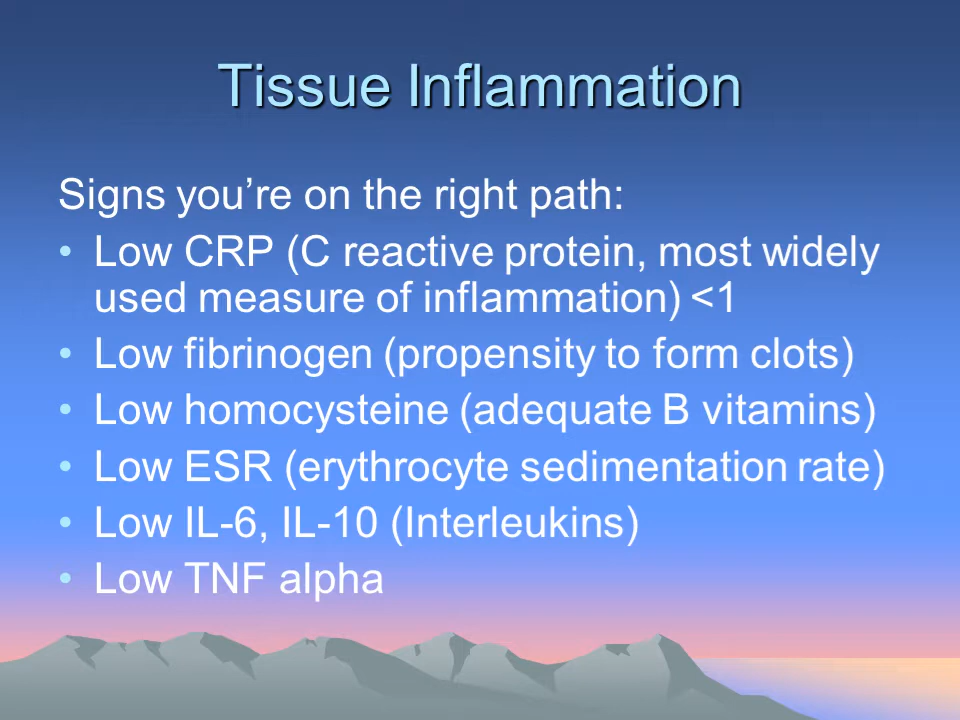 Tissue Inflammation
Signs you’re on the right path:
• Low CRP (C reactive protein, most widely
used measure of inflammation) <1
• Low fibrinogen (propensity to form clots)
• Low homocysteine (adequate B vitamins)
• Low ESR (erythrocyte sedimentation rate)
• Low IL-6, IL-10 (Interleukins)
• Low TNF alpha